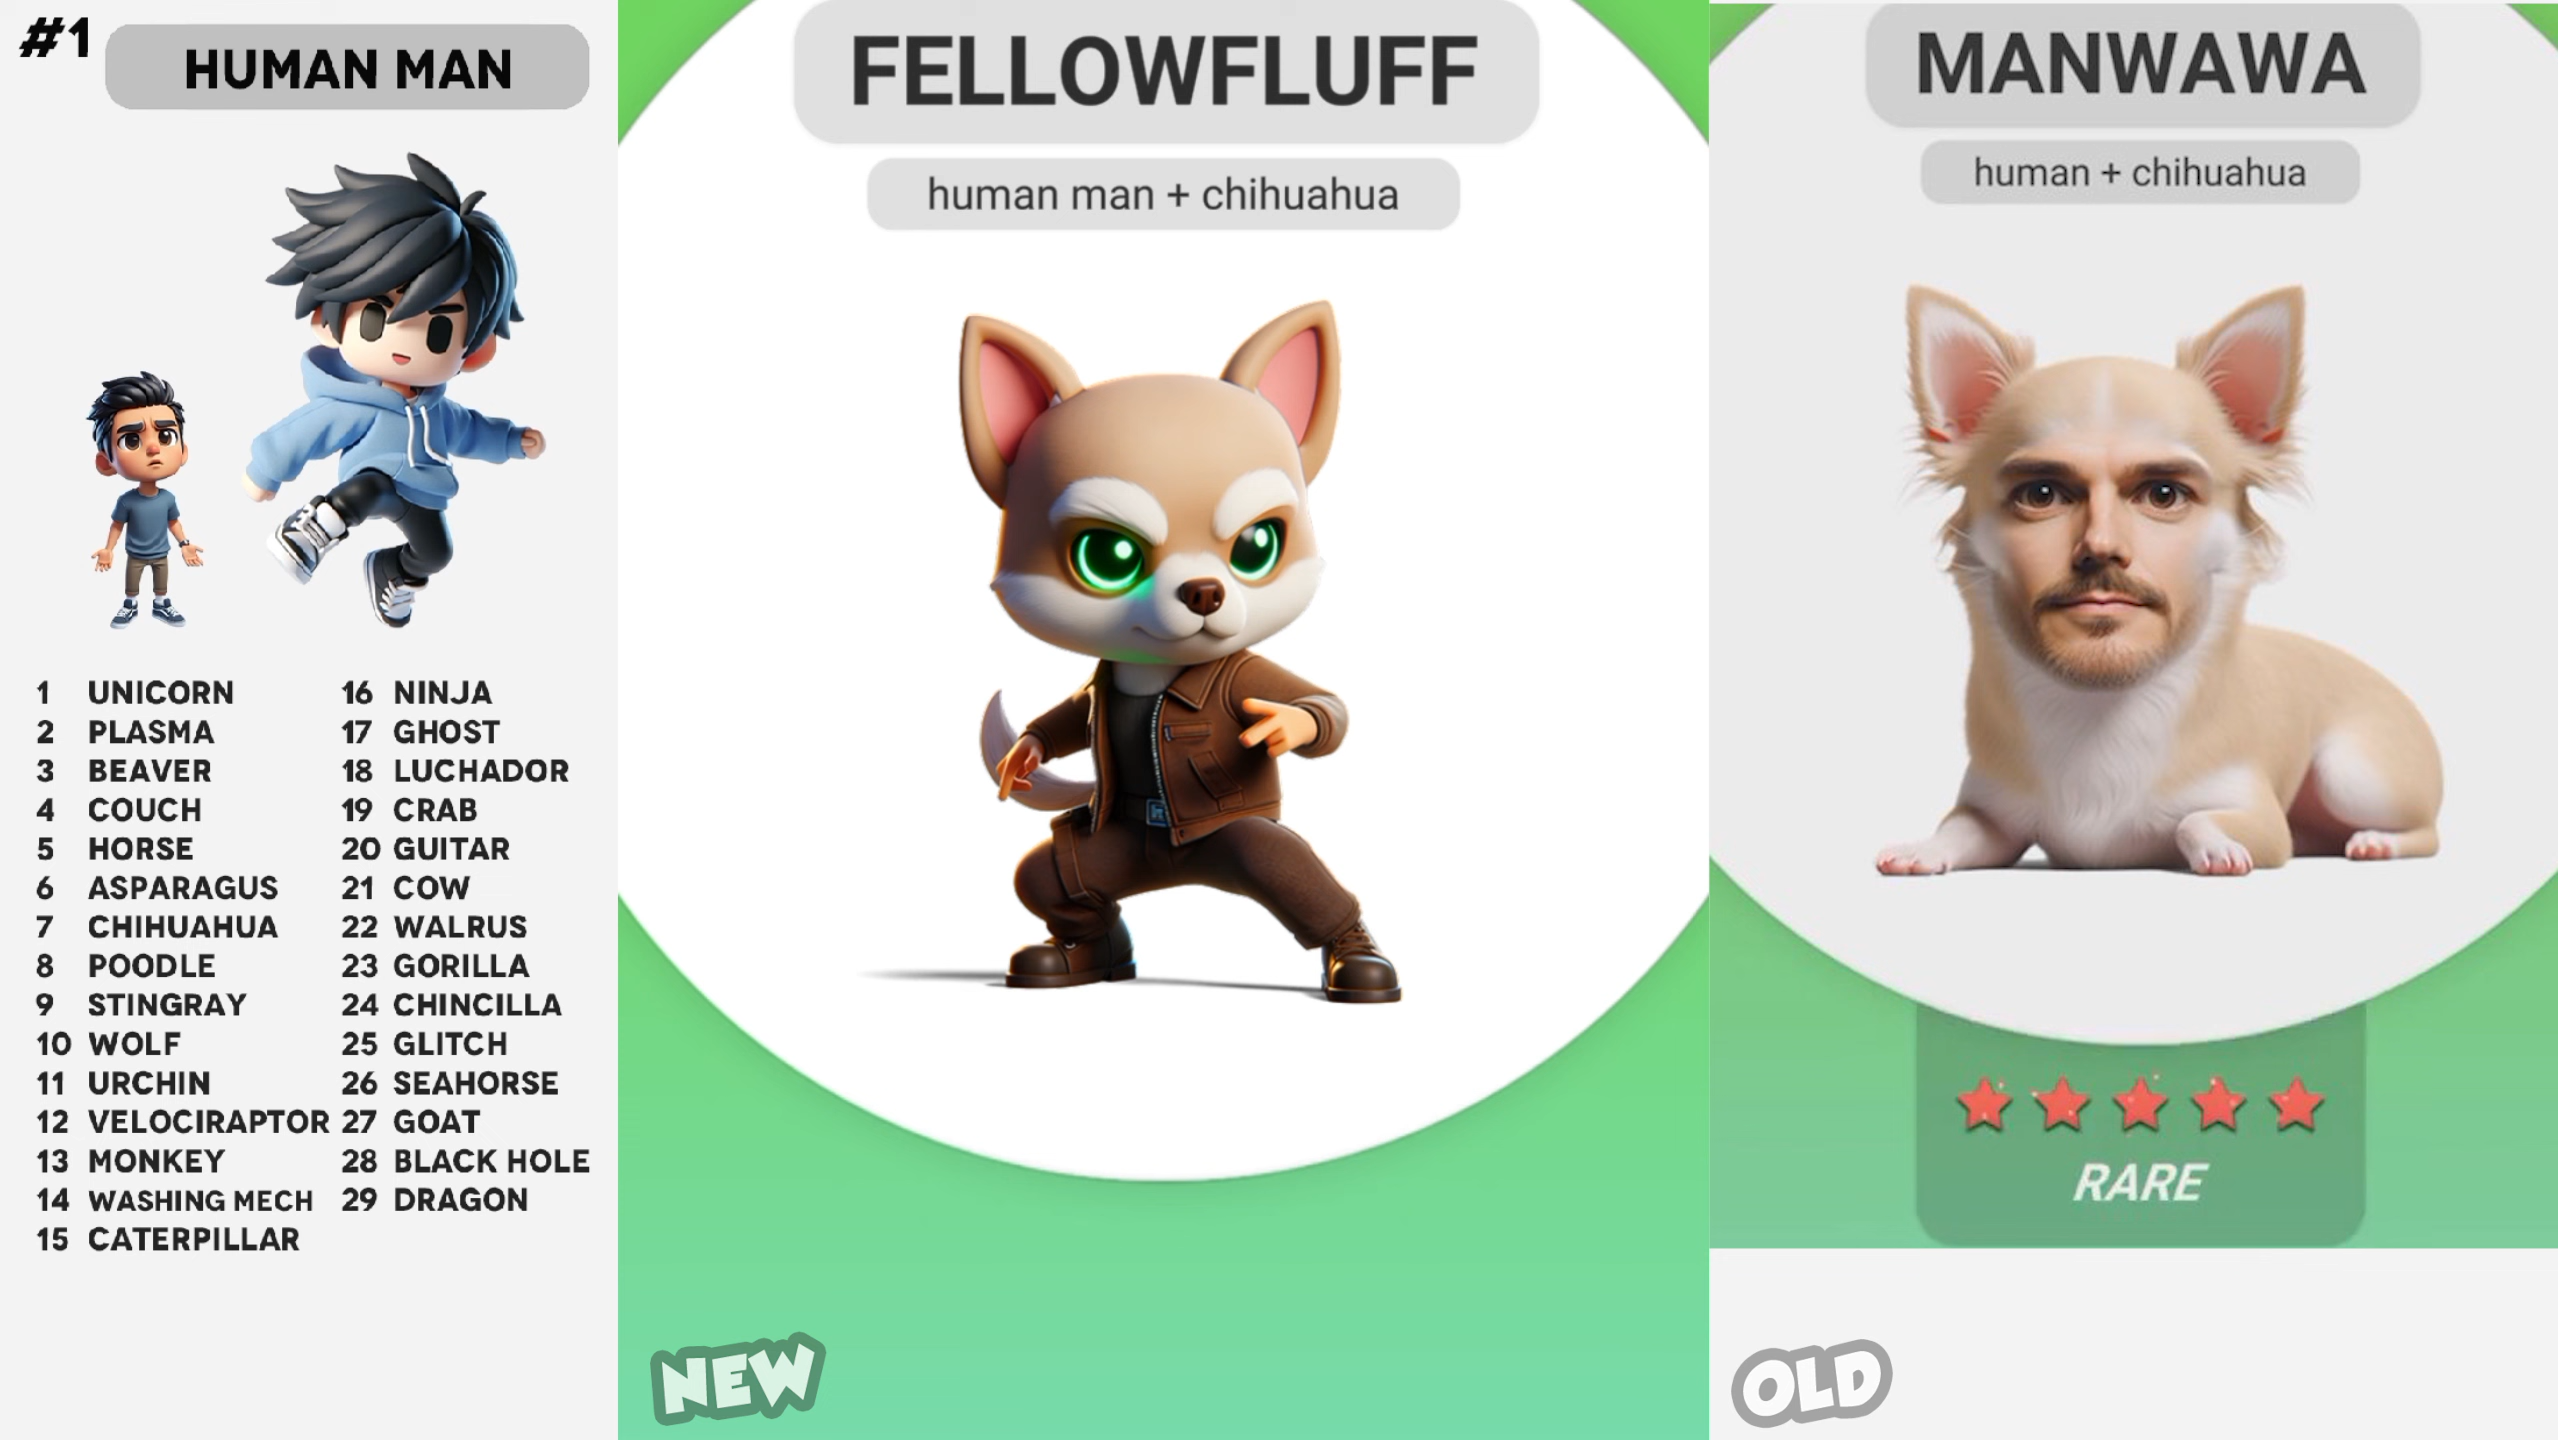 #1
HUMAN MAN
1 UNICORN
2 PLASMA
3 BEAVER
4 COUCH
5 HORSE
6 ASPARAGUS
7 CHIHUAHUA
8 POODLE
9 STINGRAY
10 WOLF
11 URCHIN
12 VELOCIRAPTOR
13 MONKEY
14 WASHING MECH
15 CATERPILLAR
16 NINJA
17 GHOST
18 LUCHADOR
19 CRAB
20 GUITAR
21 COW
22 WALRUS
23 GORILLA
24 CHINCILLA
25 GLITCH
26 SEAHORSE
27 GOAT
28 BLACK HOLE
29 DRAGON
FELLOWFLUFF
human man + chihuahua
NEW
MANWAWA
human + chihuahua
RARE
OLD